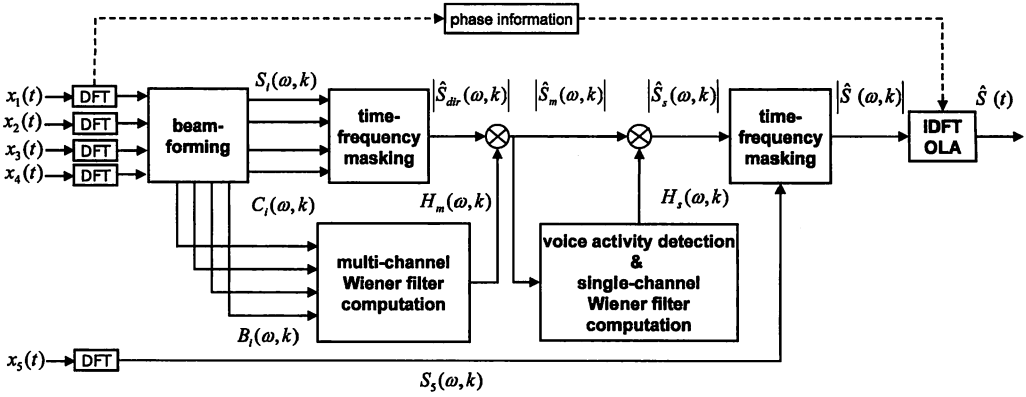 phase information
x₁(t)
DFT
x₂(t)
DFT
x₃(t)
DFT
x₄(t)
DFT
beam-
forming
Sᵢ(ω,k)
time-
frequency
masking
|Ŝ_dir(ω,k)|
|Ŝₘ(ω,k)|
|Ŝₛ(ω,k)|
time-
frequency
masking
|Ŝ (ω,k)|
Ŝ (t)
IDFT
OLA
Cᵢ(ω,k)
Hₘ(ω,k)
Hₛ(ω,k)
multi-channel
Wiener filter
computation
voice activity detection
&
single-channel
Wiener filter
computation
Bᵢ(ω,k)
x₅(t)
DFT
S₅(ω,k)